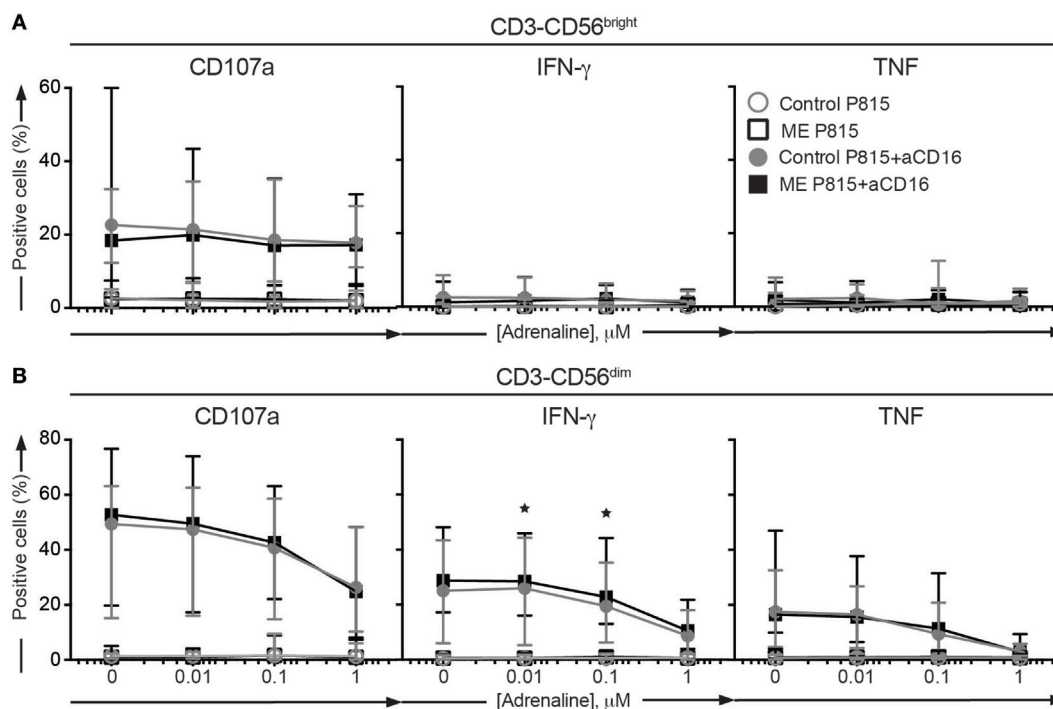 A
CD3-CD56bright
CD107a
IFN-γ
TNF
Positive cells (%)
60
40
20
0
Control P815
ME P815
Control P815+aCD16
ME P815+aCD16
[Adrenaline], μM
B
CD3-CD56dim
CD107a
IFN-γ
TNF
Positive cells (%)
80
60
40
20
0
0 0.01 0.1 1
0 0.01 0.1 1
0 0.01 0.1 1
[Adrenaline], μM